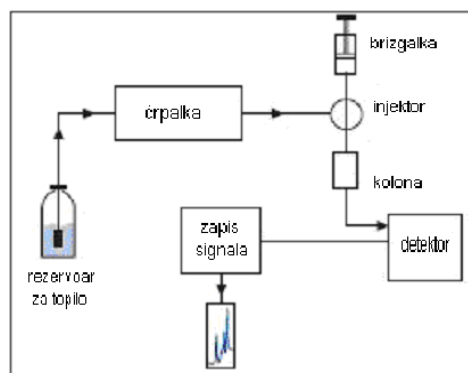 brizgalka
črpalka
injektor
kolona
zapis
signala
detektor
rezervoar
za topilo